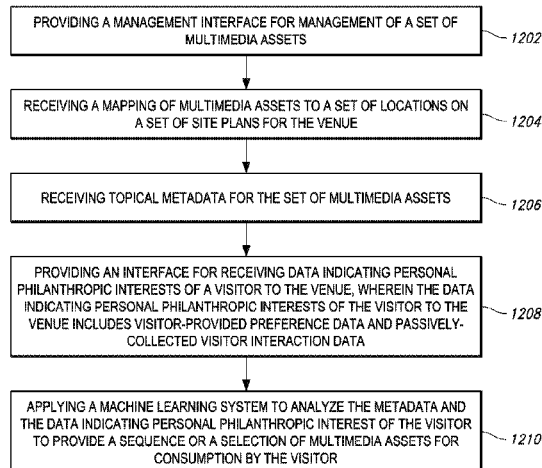 PROVIDING A MANAGEMENT INTERFACE FOR MANAGEMENT OF A SET OF
MULTIMEDIA ASSETS
1202
RECEIVING A MAPPING OF MULTIMEDIA ASSETS TO A SET OF LOCATIONS ON
A SET OF SITE PLANS FOR THE VENUE
1204
RECEIVING TOPICAL METADATA FOR THE SET OF MULTIMEDIA ASSETS
1206
PROVIDING AN INTERFACE FOR RECEIVING DATA INDICATING PERSONAL
PHILANTHROPIC INTERESTS OF A VISITOR TO THE VENUE, WHEREIN THE DATA
INDICATING PERSONAL PHILANTHROPIC INTERESTS OF THE VISITOR TO THE
VENUE INCLUDES VISITOR-PROVIDED PREFERENCE DATA AND PASSIVELY-
COLLECTED VISITOR INTERACTION DATA
1208
APPLYING A MACHINE LEARNING SYSTEM TO ANALYZE THE METADATA AND
THE DATA INDICATING PERSONAL PHILANTHROPIC INTEREST OF THE VISITOR
TO PROVIDE A SEQUENCE OR A SELECTION OF MULTIMEDIA ASSETS FOR
CONSUMPTION BY THE VISITOR
1210